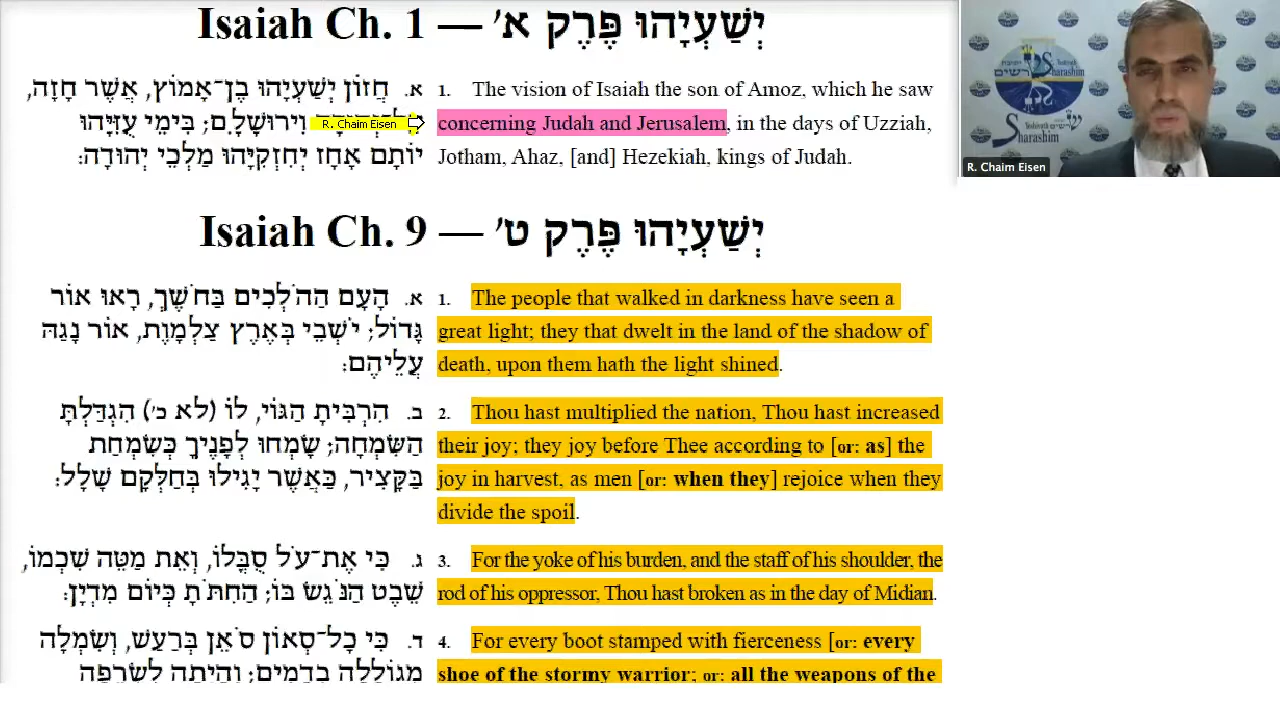 Isaiah Ch. 1 — יְשַׁעְיָהוּ פֶּרֶק א׳
א. חֲזוֹן יְשַׁעְיָהוּ בֶן־אָמוֹץ, אֲשֶׁר חָזָה,
וִירוּשָׁלִָם; בִּימֵי עֻזִּיָּהוּ
יוֹתָם אָחָז יְחִזְקִיָּהוּ מַלְכֵי יְהוּדָה:
R. Chaim Eisen
1. The vision of Isaiah the son of Amoz, which he saw
concerning Judah and Jerusalem, in the days of Uzziah,
Jotham, Ahaz, [and] Hezekiah, kings of Judah.
Isaiah Ch. 9 — יְשַׁעְיָהוּ פֶּרֶק ט׳
א. הָעָם הַהֹלְכִים בַּחֹשֶׁךְ, רָאוּ אוֹר
גָּדוֹל; יֹשְׁבֵי בְּאֶרֶץ צַלְמָוֶת, אוֹר נָגַהּ
עֲלֵיהֶם:
1. The people that walked in darkness have seen a
great light; they that dwelt in the land of the shadow of
death, upon them hath the light shined.
ב. הִרְבִּיתָ הַגּוֹי, לוֹ (לא כ׳) הִגְדַּלְתָּ
הַשִּׂמְחָה; שָׂמְחוּ לְפָנֶיךָ כְּשִׂמְחַת
בַּקָּצִיר, כַּאֲשֶׁר יָגִילוּ בְּחַלְּקָם שָׁלָל:
2. Thou hast multiplied the nation, Thou hast increased
their joy; they joy before Thee according to [or: as] the
joy in harvest, as men [or: when they] rejoice when they
divide the spoil.
ג. כִּי אֶת־עֹל סֻבֳּלוֹ, וְאֵת מַטֵּה שִׁכְמוֹ,
שֵׁבֶט הַנֹּגֵשׂ בּוֹ; הַחִתֹּתָ כְּיוֹם מִדְיָן:
3. For the yoke of his burden, and the staff of his shoulder, the
rod of his oppressor, Thou hast broken as in the day of Midian.
ד. כִּי כָל־סְאוֹן סֹאֵן בְּרַעַשׁ, וְשִׂמְלָה
מְגוֹלָלָה בְדָמִים; וְהָיְתָה לִשְׂרֵפָה
4. For every boot stamped with fierceness [or: every
shoe of the stormy warrior; or: all the weapons of the
Yeshivath
שרשים
Sharashim
R. Chaim Eisen